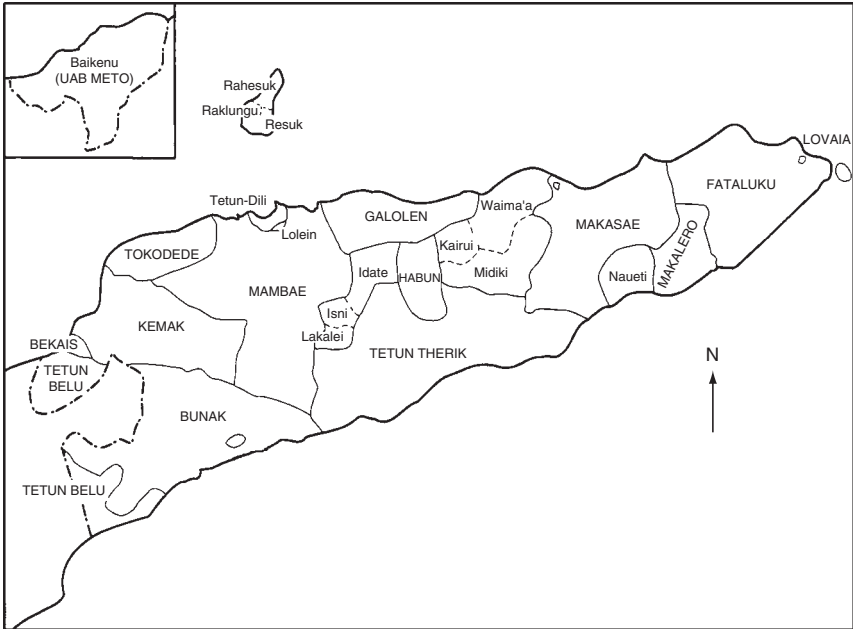 Baikenu
(UAB METO)
Rahesuk
Raklungu
Resuk
LOVAIA
FATALUKU
Tetun-Dili
GALOLEN
Waima'a
MAKASAE
Lolein
TOKODEDE
Kairui
MAKALERO
Idate
HABUN
Midiki
Naueti
MAMBAE
Isni
KEMAK
Lakalei
BEKAIS
TETUN THERIK
N
TETUN
BELU
BUNAK
TETUN BELU